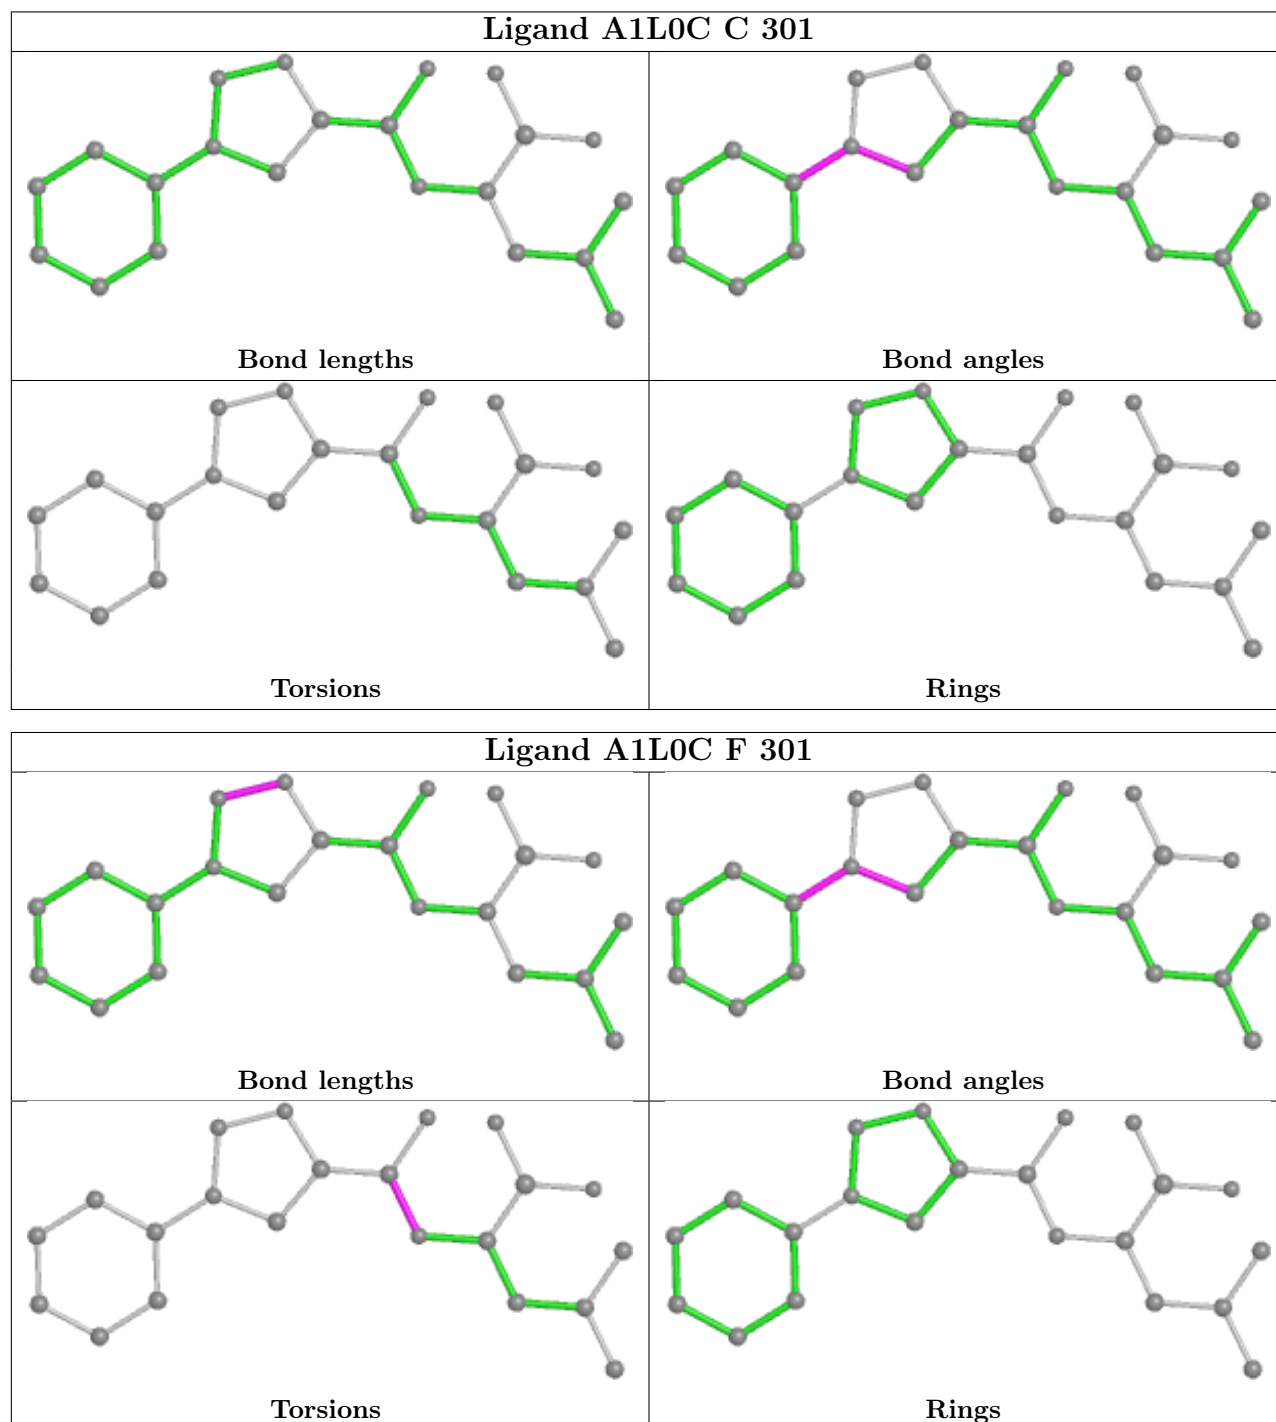 Ligand A1L0C C 301
Bond lengths
Bond angles
Torsions
Rings
Ligand A1L0C F 301
Bond lengths
Bond angles
Torsions
Rings